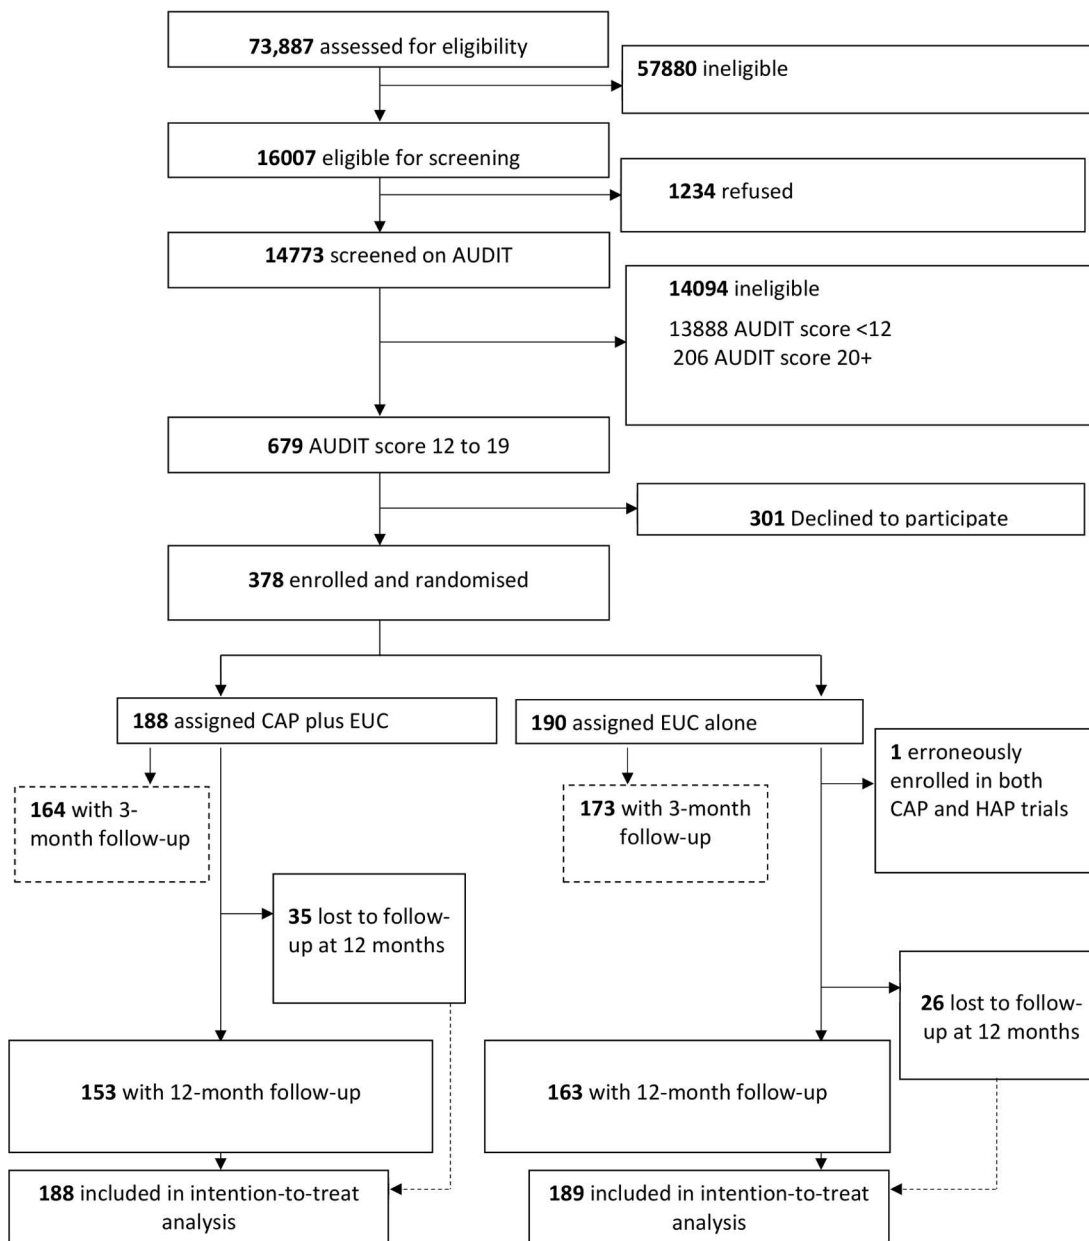 73,887 assessed for eligibility
57880 ineligible
16007 eligible for screening
1234 refused
14773 screened on AUDIT
14094 ineligible
13888 AUDIT score <12
206 AUDIT score 20+
679 AUDIT score 12 to 19
301 Declined to participate
378 enrolled and randomised
188 assigned CAP plus EUC
190 assigned EUC alone
1 erroneously
enrolled in both
CAP and HAP trials
164 with 3-
month follow-up
173 with 3-month
follow-up
35 lost to follow-
up at 12 months
26 lost to follow-
up at 12 months
153 with 12-month follow-up
163 with 12-month follow-up
188 included in intention-to-treat
analysis
189 included in intention-to-treat
analysis